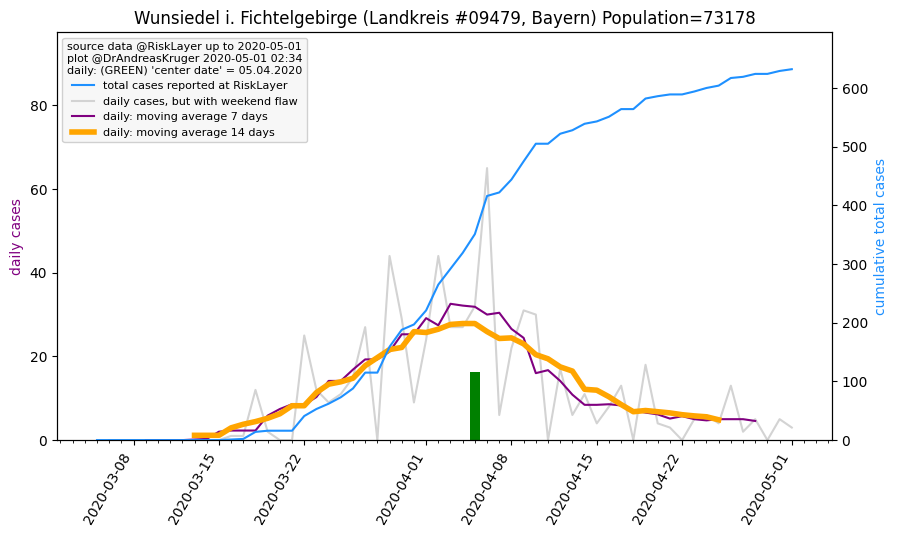 Wunsiedel i. Fichtelgebirge (Landkreis #09479, Bayern) Population=73178
source data @RiskLayer up to 2020-05-01
plot @DrAndreasKruger 2020-05-01 02:34
daily: (GREEN) 'center date' = 05.04.2020
total cases reported at RiskLayer
daily cases, but with weekend flaw
daily: moving average 7 days
daily: moving average 14 days
daily cases
80
60
40
20
0
cumulative total cases
600
500
400
300
200
100
0
2020-03-08
2020-03-15
2020-03-22
2020-04-01
2020-04-08
2020-04-15
2020-04-22
2020-05-01